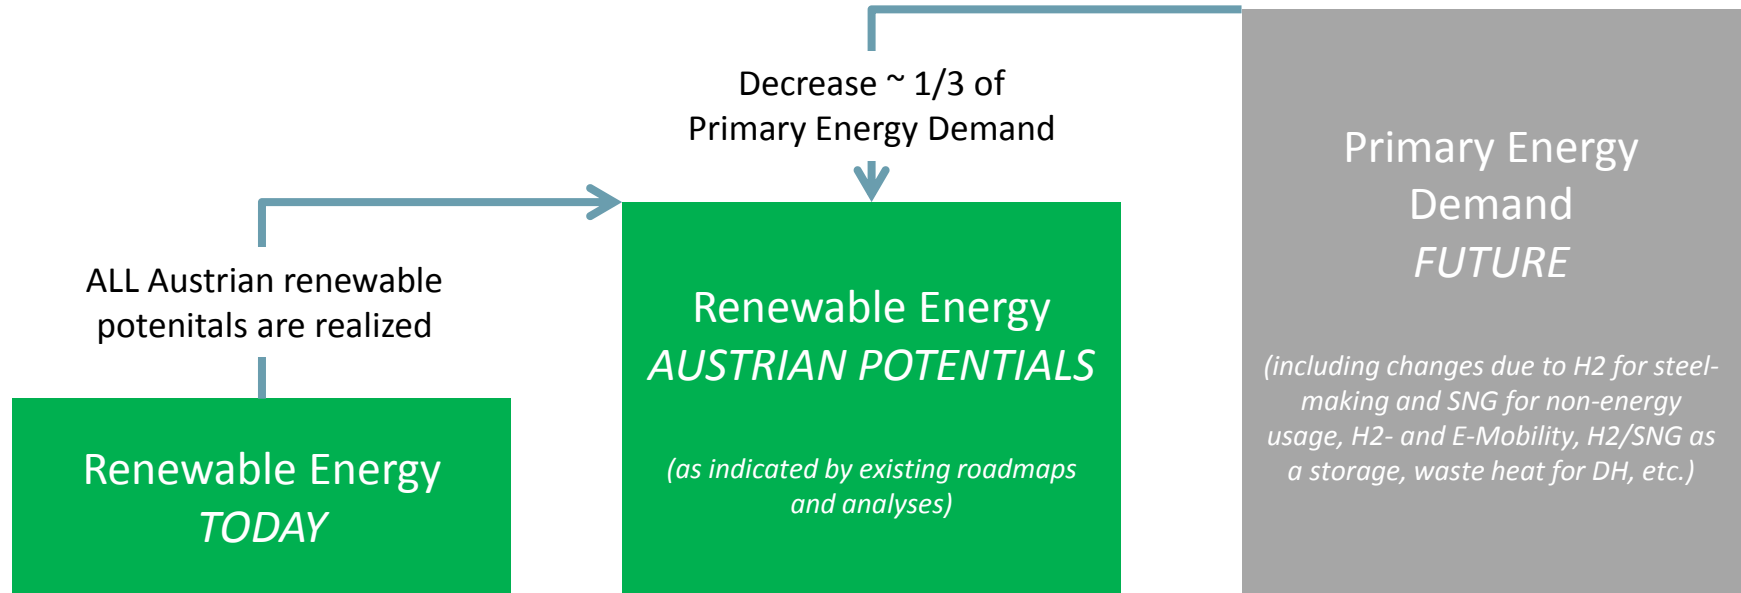 Decrease ~ 1/3 of
Primary Energy Demand
ALL Austrian renewable
potenitals are realized
Renewable Energy
TODAY
Renewable Energy
AUSTRIAN POTENTIALS
(as indicated by existing roadmaps
and analyses)
Primary Energy
Demand
FUTURE
(including changes due to H2 for steel-
making and SNG for non-energy
usage, H2- and E-Mobility, H2/SNG as
a storage, waste heat for DH, etc.)